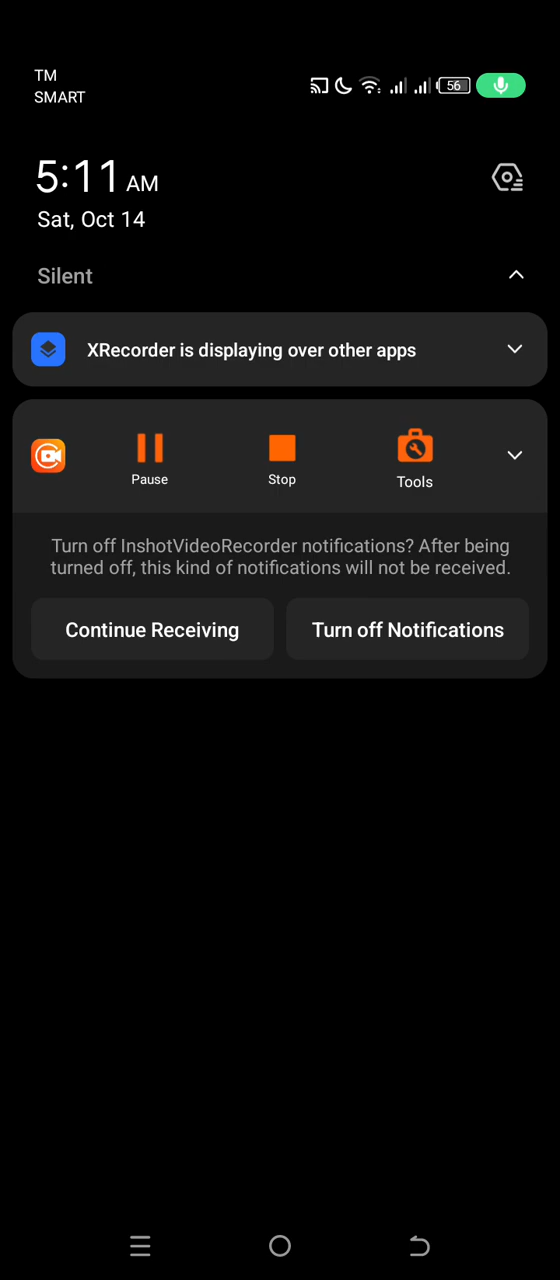 TM
SMART
56
5:11 AM
Sat, Oct 14
Silent
XRecorder is displaying over other apps
Pause
Stop
Tools
Turn off InshotVideoRecorder notifications? After being
turned off, this kind of notifications will not be received.
Continue Receiving
Turn off Notifications